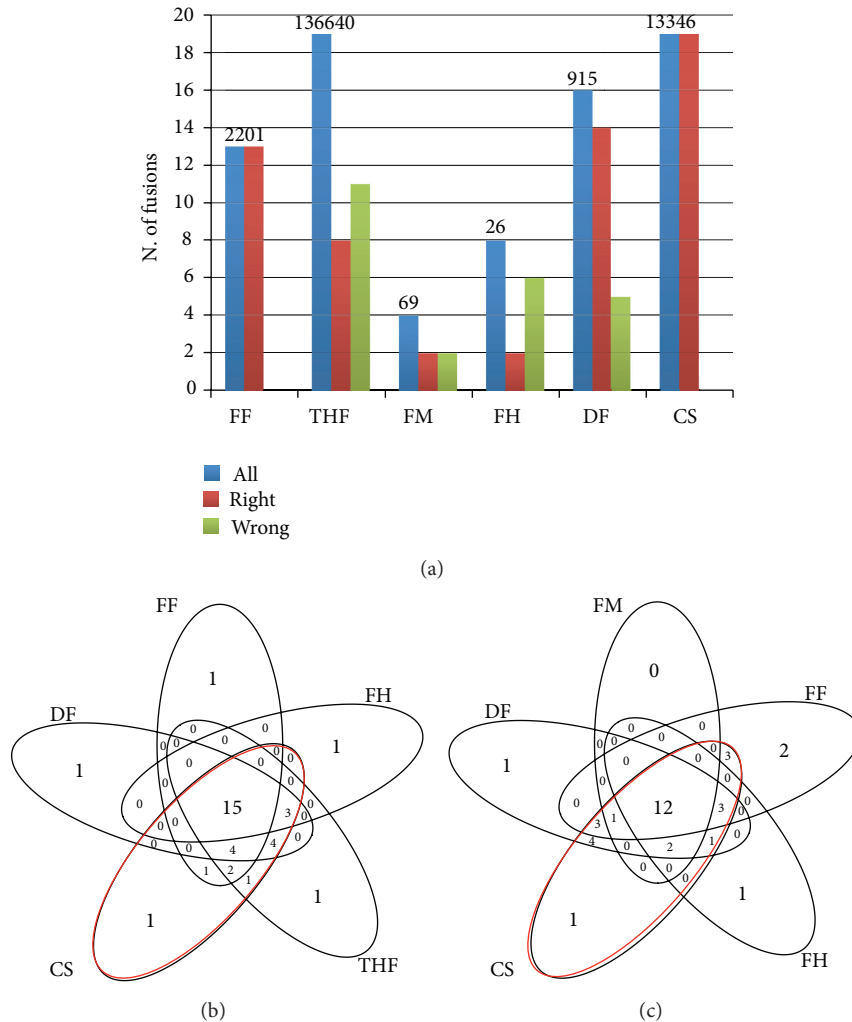 136640
13346
20
18
16
14
12
10
8
6
4
2
0
N. of fusions
2201
69
26
915
FF
THF
FM
FH
DF
CS
All
Right
Wrong
(a)
FF
DF
FH
CS
THF
1
1
1
1
1
15
3
4
4
1
2
1
(b)
FM
DF
FF
CS
FH
0
1
2
1
1
12
3
3
3
1
4
2
1
(c)